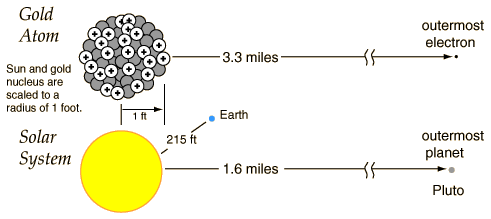 Gold
Atom
outermost
electron
3.3 miles
Sun and gold
nucleus are
scaled to a
radius of 1 foot.
1 ft
Earth
Solar
System
215 ft
outermost
planet
1.6 miles
Pluto